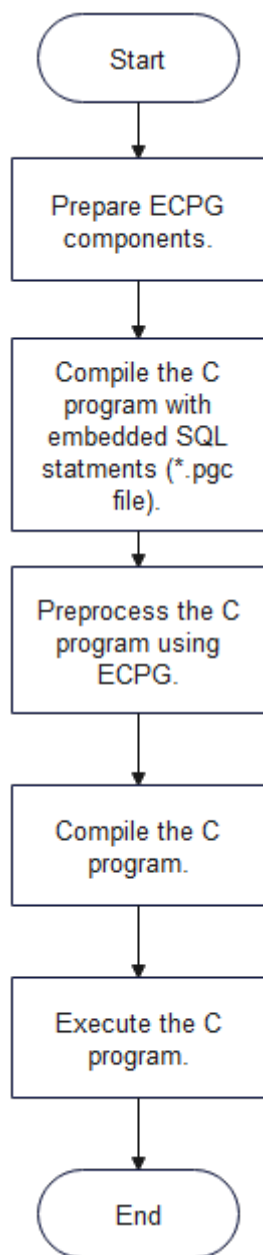 Start
Prepare ECPG
components.
Compile the C
program with
embedded SQL
statments (*.pgc
file).
Preprocess the C
program using
ECPG.
Compile the C
program.
Execute the C
program.
End